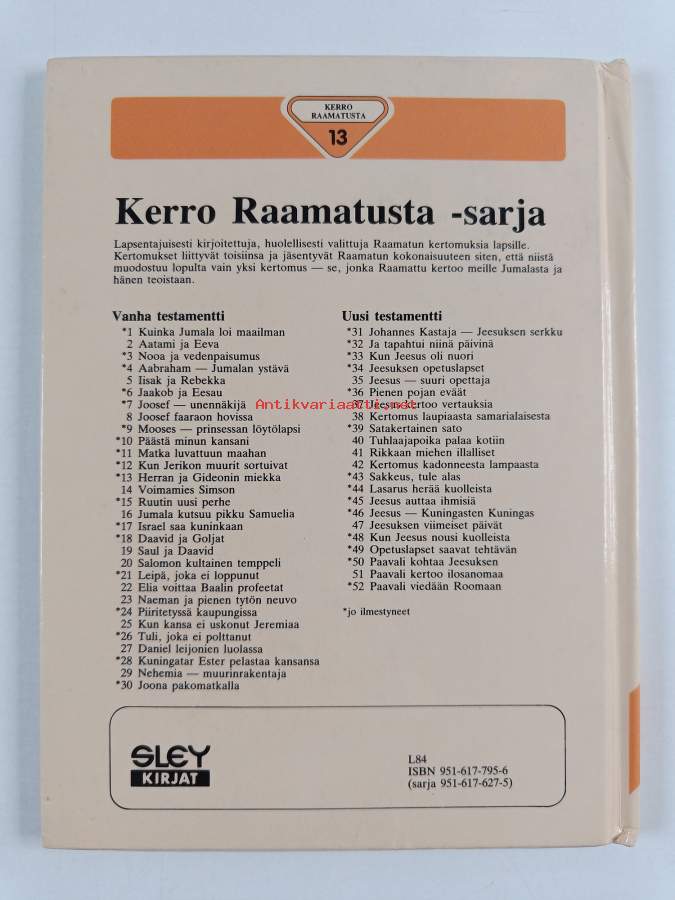 KERRO
RAAMATUSTA
13
Kerro Raamatusta -sarja
Lapsentajuisesti kirjoitettuja, huolellisesti valittuja Raamatun kertomuksia lapsille.
Kertomukset liittyvät toisiinsa ja jäsentyvät Raamatun kokonaisuuteen siten, että niistä
muodostuu lopulta vain yksi kertomus — se, jonka Raamattu kertoo meille Jumalasta ja
hänen teoistaan.
Vanha testamentti
*1 Kuinka Jumala loi maailman
2 Aatami ja Eeva
*3 Nooa ja vedenpaisumus
*4 Aabraham — Jumalan ystävä
5 Iisak ja Rebekka
*6 Jaakob ja Eesau
*7 Joosef — unennäkijä
8 Joosef faaraon hovissa
*9 Mooses — prinsessan löytölapsi
*10 Päästä minun kansani
*11 Matka luvattuun maahan
*12 Kun Jerikon muurit sortuivat
*13 Herran ja Gideonin miekka
14 Voimamies Simson
*15 Ruutin uusi perhe
16 Jumala kutsuu pikku Samuelia
*17 Israel saa kuninkaan
*18 Daavid ja Goljat
19 Saul ja Daavid
20 Salomon kultainen temppeli
*21 Leipä, joka ei loppunut
22 Elia voittaa Baalin profeetat
23 Naeman ja pienen tytön neuvo
*24 Piiritetyssä kaupungissa
25 Kun kansa ei uskonut Jeremiaa
*26 Tuli, joka ei polttanut
27 Daniel leijonien luolassa
*28 Kuningatar Ester pelastaa kansansa
29 Nehemia — muurinrakentaja
*30 Joona pakomatkalla
Uusi testamentti
*31 Johannes Kastaja — Jeesuksen serkku
*32 Ja tapahtui niinä päivinä
*33 Kun Jeesus oli nuori
*34 Jeesuksen opetuslapset
35 Jeesus — suuri opettaja
*36 Pienen pojan eväät
37 Jeesus kertoo vertauksia
38 Kertomus laupiaasta samarialaisesta
*39 Satakertainen sato
40 Tuhlaajapoika palaa kotiin
41 Rikkaan miehen illalliset
42 Kertomus kadonneesta lampaasta
*43 Sakkeus, tule alas
*44 Lasarus herää kuolleista
*45 Jeesus auttaa ihmisiä
*46 Jeesus — Kuningasten Kuningas
47 Jeesuksen viimeiset päivät
*48 Kun Jeesus nousi kuolleista
*49 Opetuslapset saavat tehtävän
*50 Paavali kohtaa Jeesuksen
51 Paavali kertoo ilosanomaa
*52 Paavali viedään Roomaan
*jo ilmestyneet
Antikvariaatti.net
SLEY
KIRJAT
L84
ISBN 951-617-795-6
(sarja 951-617-627-5)